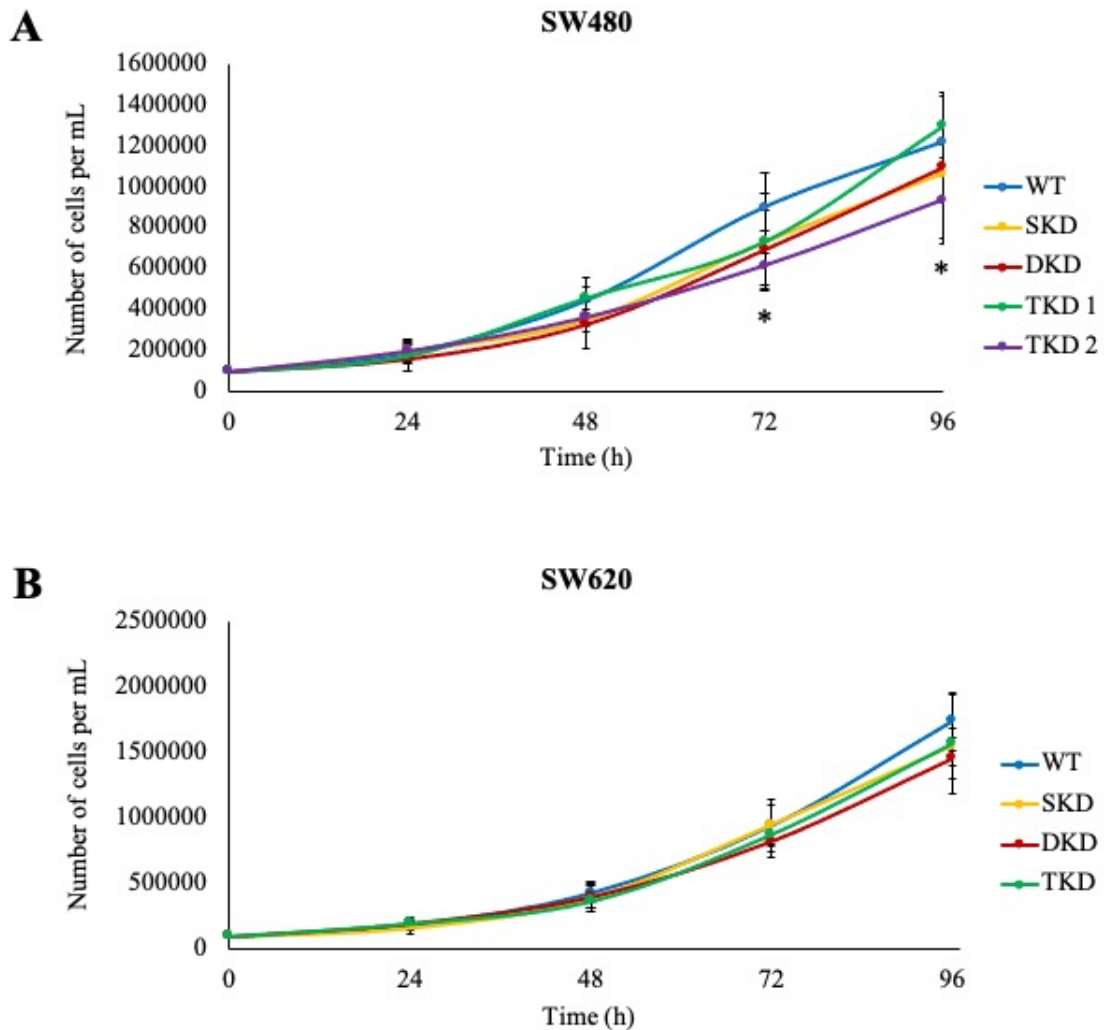 A
SW480
Number of cells per mL
1600000
1400000
1200000
1000000
800000
600000
400000
200000
0
0 24 48 72 96
Time (h)
*
*
WT
SKD
DKD
TKD 1
TKD 2
B
SW620
Number of cells per mL
2500000
2000000
1500000
1000000
500000
0
0 24 48 72 96
Time (h)
WT
SKD
DKD
TKD